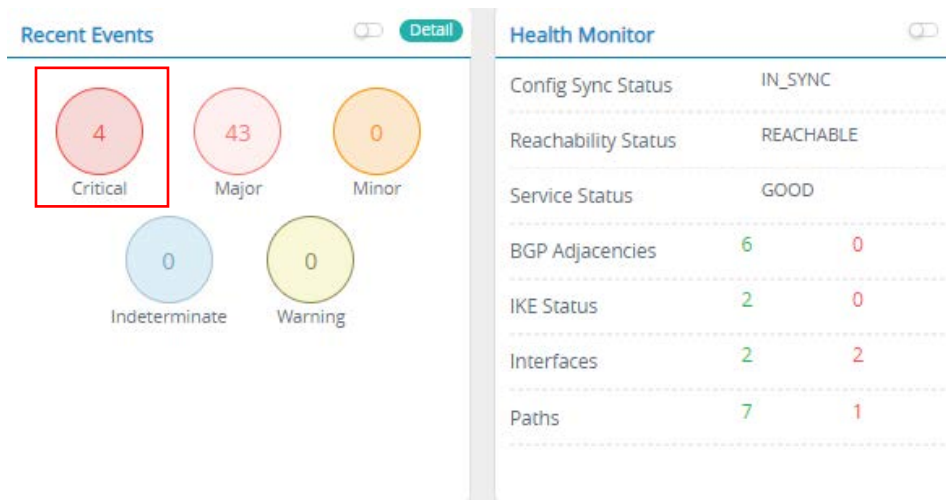 Recent Events
Detail
4
43
0
Critical
Major
Minor
0
0
Indeterminate
Warning
Health Monitor
Config Sync Status IN_SYNC
Reachability Status REACHABLE
Service Status GOOD
BGP Adjacencies 6 0
IKE Status 2 0
Interfaces 2 2
Paths 7 1